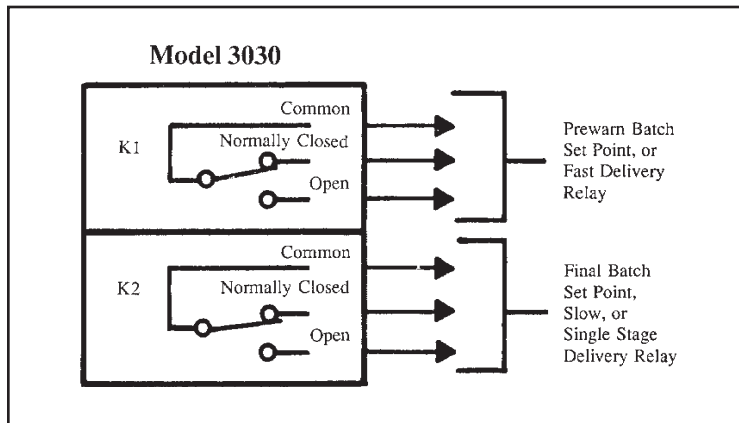 Model 3030
Common
K1
Normally Closed
Open
Prewarn Batch
Set Point, or
Fast Delivery
Relay
Common
K2
Normally Closed
Open
Final Batch
Set Point,
Slow, or
Single Stage
Delivery Relay